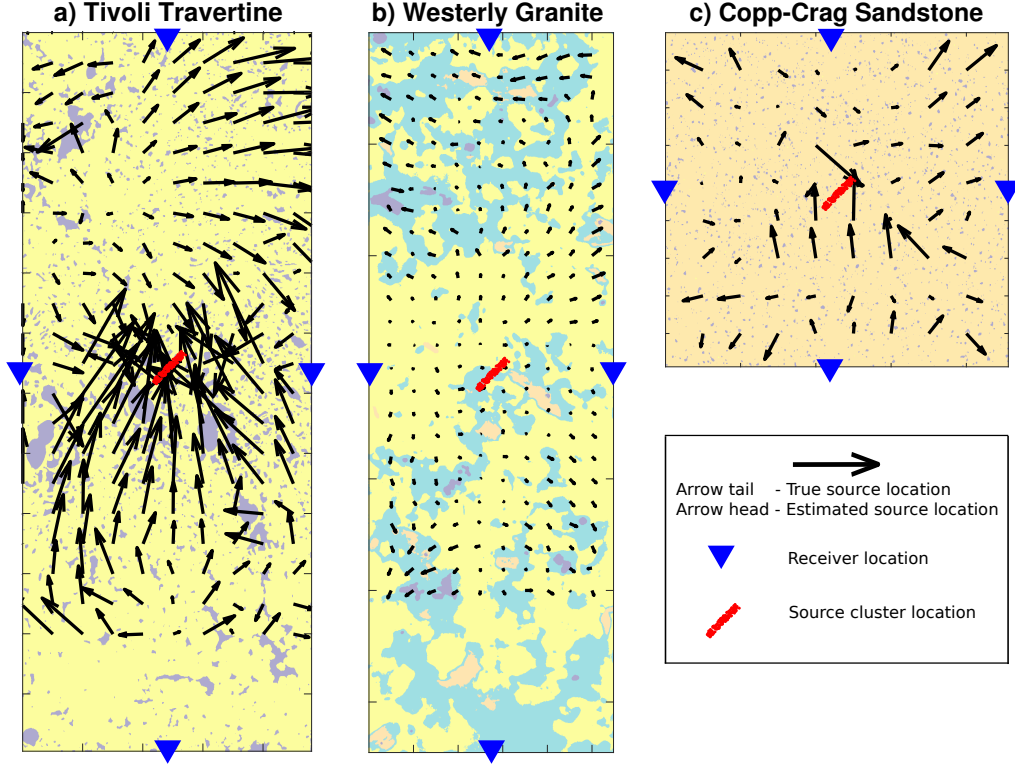 a) Tivoli Travertine
b) Westerly Granite
c) Copp-Crag Sandstone
Arrow tail - True source location
Arrow head - Estimated source location
Receiver location
Source cluster location